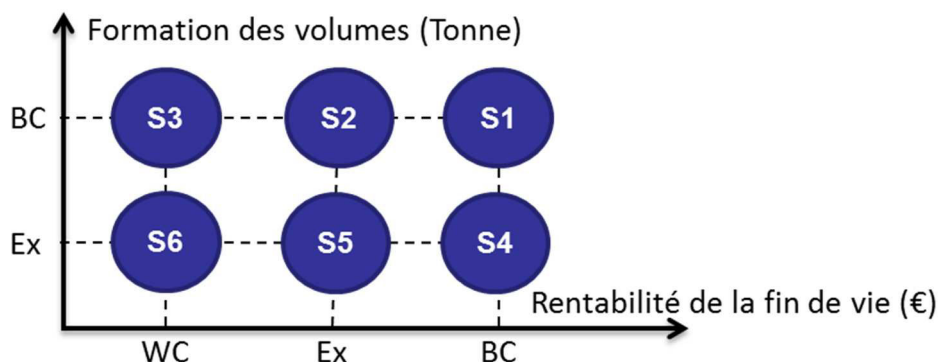 Formation des volumes (Tonne)
BC S3 S2 S1
Ex S6 S5 S4
Rentabilité de la fin de vie (€)
WC Ex BC